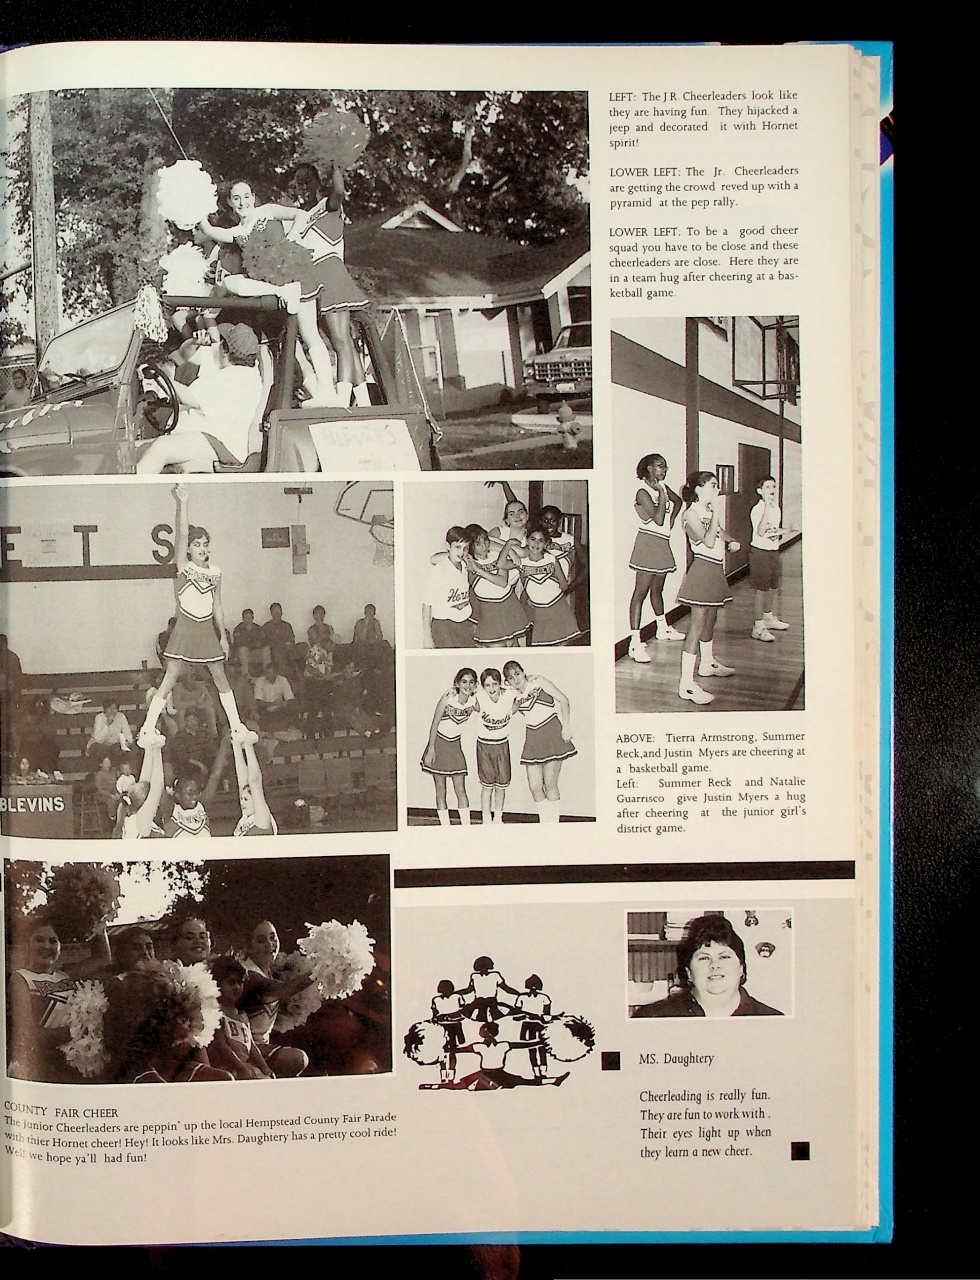 LEFT: The J R Cheerleaders look like
they are having fun. They hijacked a
jeep and decorated it with Hornet
spirit!
LOWER LEFT: The Jr. Cheerleaders
are getting the crowd reved up with a
pyramid at the pep rally.
LOWER LEFT: To be a good cheer
squad you have to be close and these
cheerleaders are close. Here they are
in a team hug after cheering at a bas-
ketball game.
E T S
BLEVINS
Hornets
ABOVE: Tierra Armstrong, Summer
Reck,and Justin Myers are cheering at
a basketball game.
Left: Summer Reck and Natalie
Guarrisco give Justin Myers a hug
after cheering at the junior girl's
district game.
MS. Daughtery
Cheerleading is really fun.
They are fun to work with .
Their eyes light up when
they learn a new cheer.
COUNTY FAIR CHEER
The Junior Cheerleaders are peppin' up the local Hempstead County Fair Parade
with thier Hornet cheer! Hey! It looks like Mrs. Daughtery has a pretty cool ride!
Well we hope ya'll had fun!